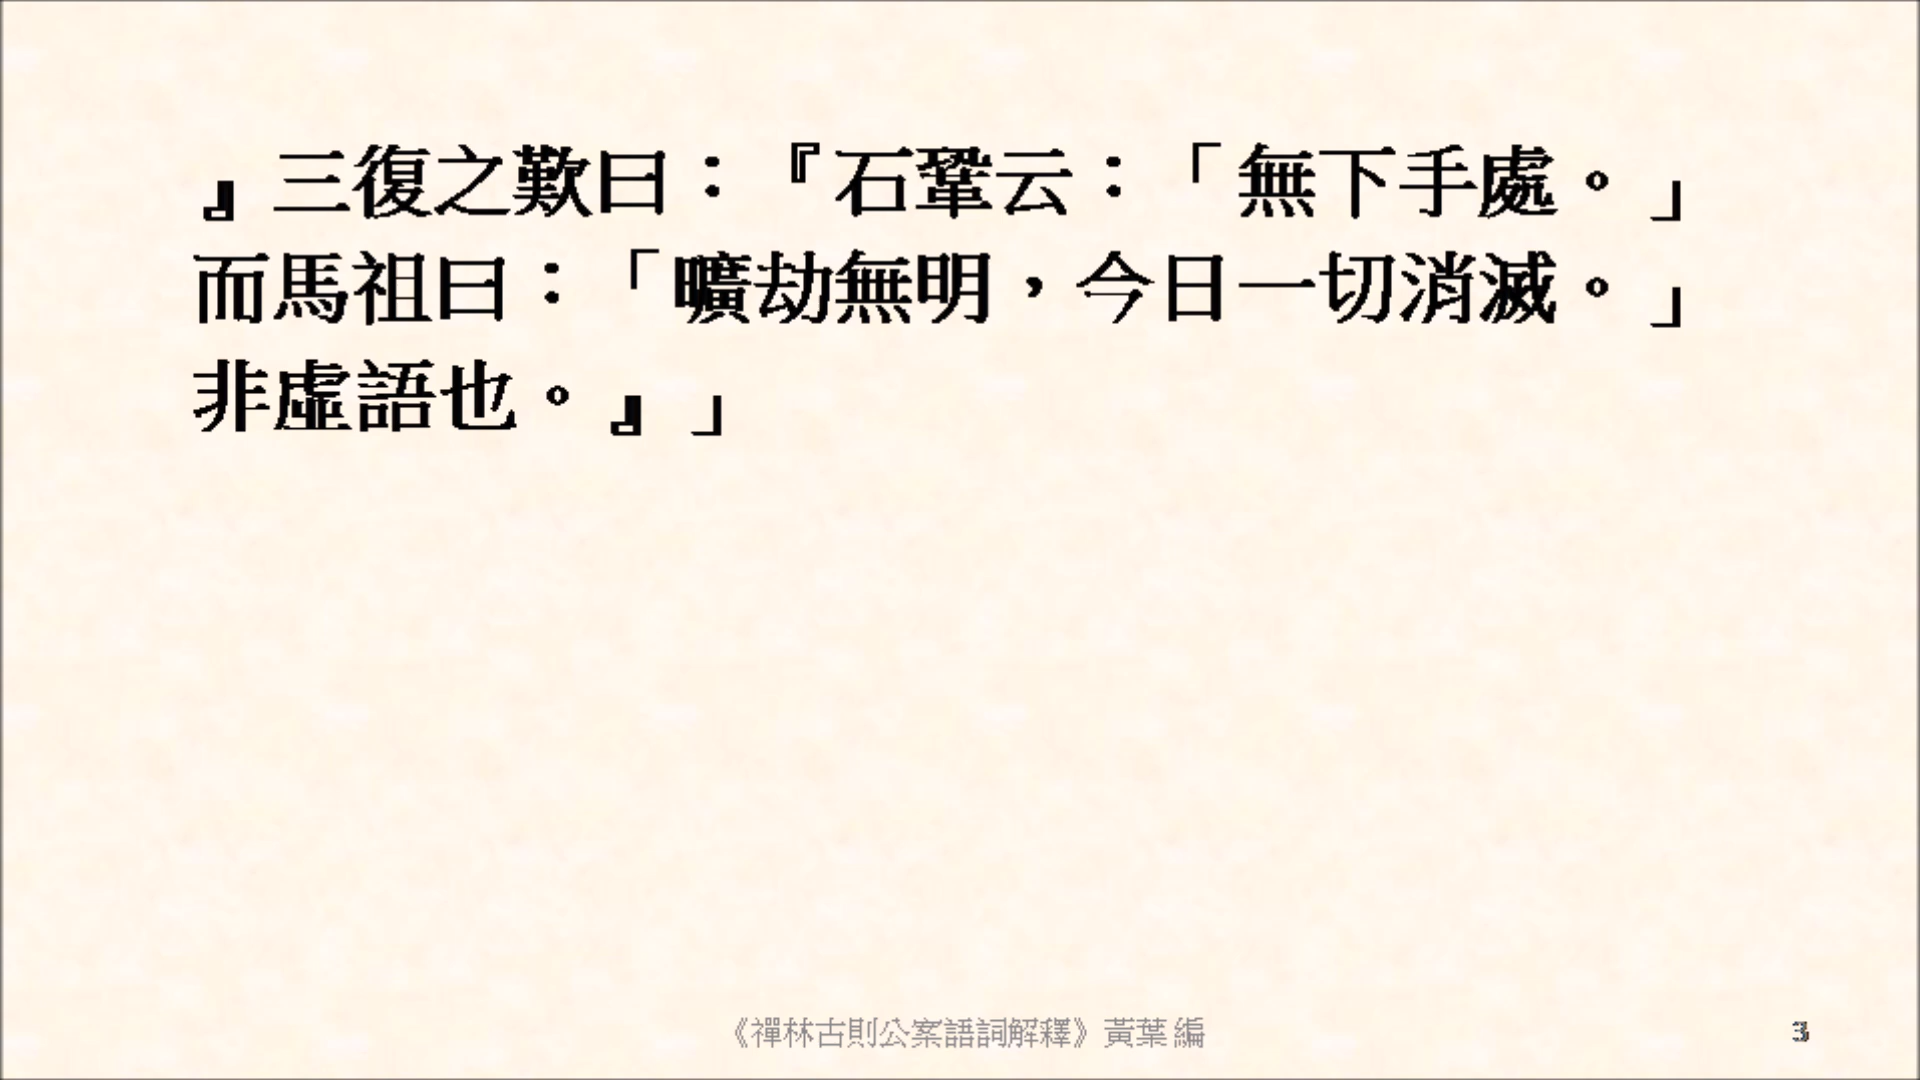 』三復之歎曰：『石鞏云：「無下手處。」
而馬祖曰：「曠劫無明，今日一切消滅。」
非虛語也。』」
《禪林古則公案語詞解釋》黃葉編
3